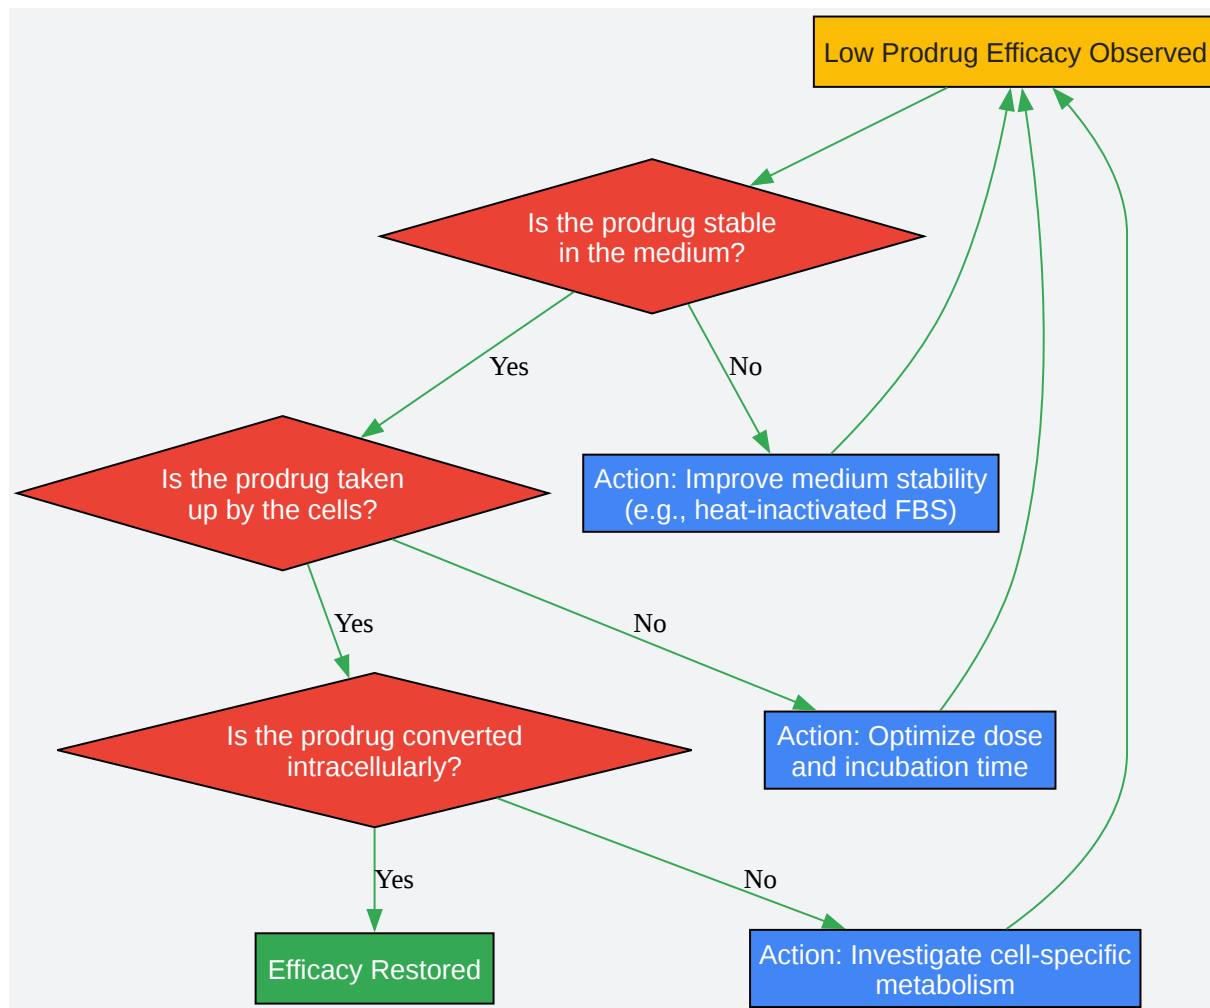 Low Prodrug Efficacy Observed
Is the prodrug stable
in the medium?
Yes
No
Is the prodrug taken
up by the cells?
Action: Improve medium stability
(e.g., heat-inactivated FBS)
Yes
No
Is the prodrug converted
intracellularly?
Action: Optimize dose
and incubation time
Yes
No
Efficacy Restored
Action: Investigate cell-specific
metabolism